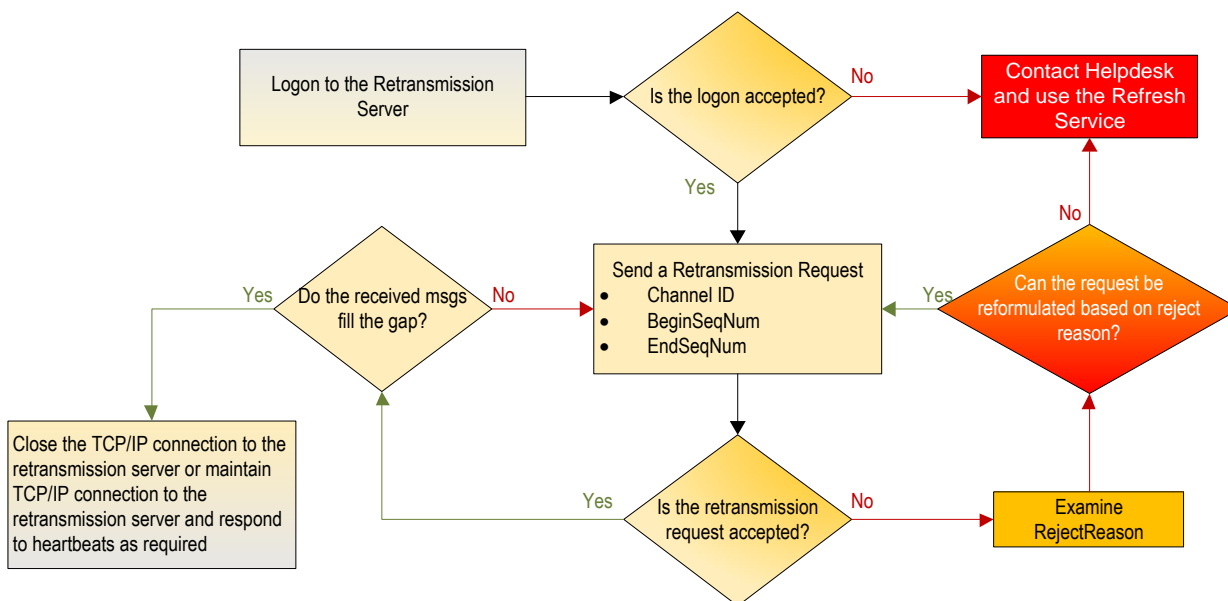 Logon to the Retransmission
Server
Is the logon accepted?
No
Contact Helpdesk
and use the Refresh
Service
Yes
No
Send a Retransmission Request
• Channel ID
• BeginSeqNum
• EndSeqNum
Yes
Do the received msgs
fill the gap?
No
Yes
Can the request be
reformulated based on reject
reason?
Close the TCP/IP connection to the
retransmission server or maintain
TCP/IP connection to the
retransmission server and respond
to heartbeats as required
Yes
Is the retransmission
request accepted?
No
Examine
RejectReason